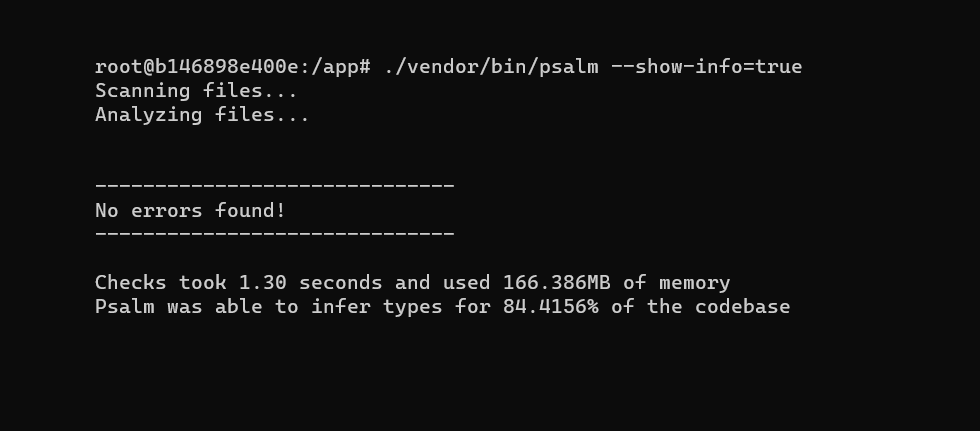 root@b146898e400e:/app# ./vendor/bin/psalm --show-info=true
Scanning files...
Analyzing files...
------------------------------
No errors found!
------------------------------
Checks took 1.30 seconds and used 166.386MB of memory
Psalm was able to infer types for 84.4156% of the codebase